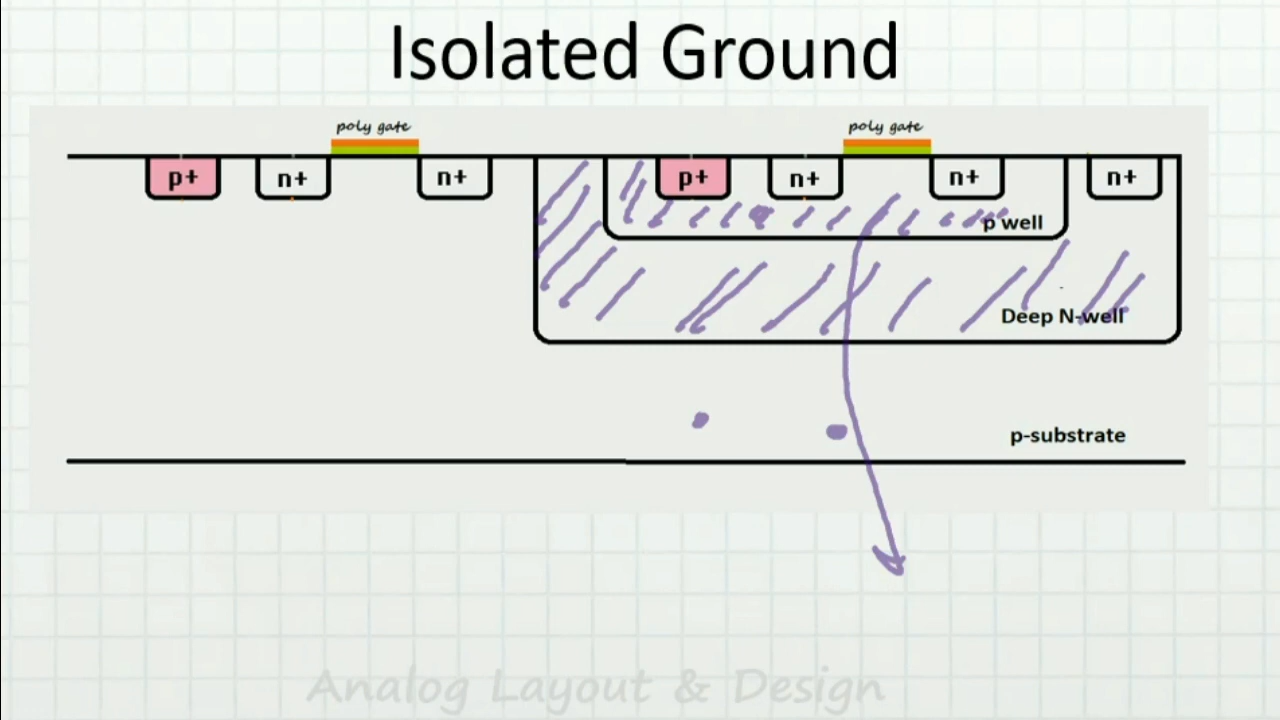 Isolated Ground
poly gate poly gate
p+ n+ n+ p+ n+ n+ n+
p well
Deep N-well
p-substrate
Analog Layout & Design